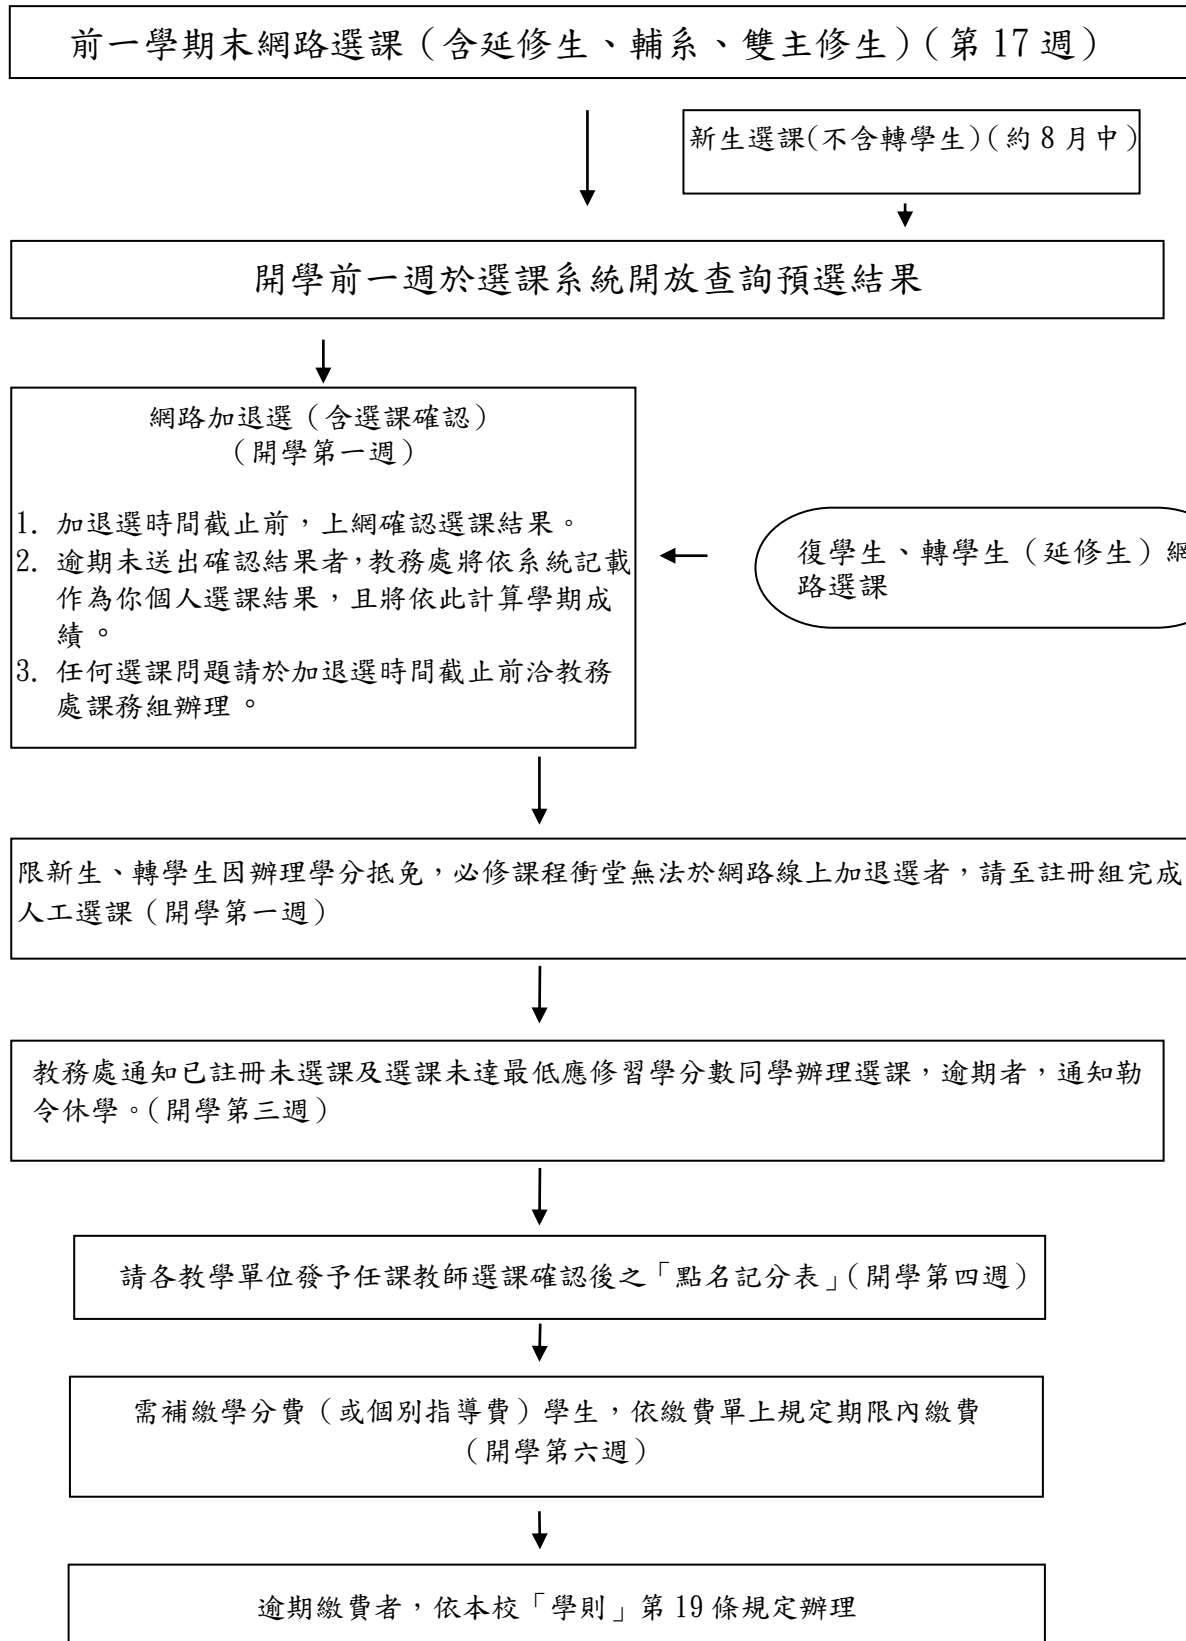 前一學期末網路選課（含延修生、輔系、雙主修生）（第 17 週）
新生選課(不含轉學生)（約 8 月中）
開學前一週於選課系統開放查詢預選結果
網路加退選（含選課確認）
（開學第一週）
1. 加退選時間截止前，上網確認選課結果。
2. 逾期未送出確認結果者，教務處將依系統記載
作為你個人選課結果，且將依此計算學期成
績。
3. 任何選課問題請於加退選時間截止前洽教務
處課務組辦理。
復學生、轉學生（延修生）網
路選課
限新生、轉學生因辦理學分抵免，必修課程衝堂無法於網路線上加退選者，請至註冊組完成
人工選課（開學第一週）
教務處通知已註冊未選課及選課未達最低應修習學分數同學辦理選課，逾期者，通知勒
令休學。（開學第三週）
請各教學單位發予任課教師選課確認後之「點名記分表」（開學第四週）
需補繳學分費（或個別指導費）學生，依繳費單上規定期限內繳費
（開學第六週）
逾期繳費者，依本校「學則」第 19 條規定辦理